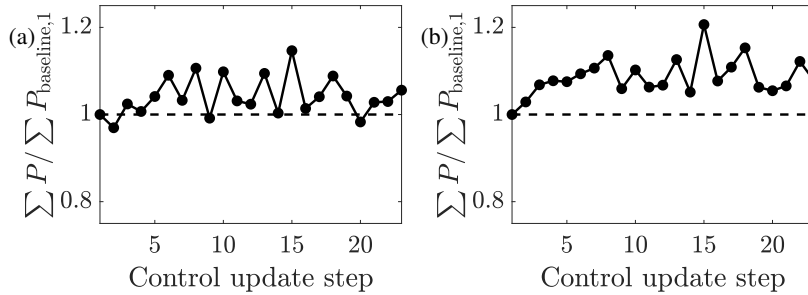 (a)
∑ P / ∑ P_baseline,1
1.2
1
0.8
5 10 15 20
Control update step
(b)
∑ P / ∑ P_baseline,1
1.2
1
0.8
5 10 15 20
Control update step